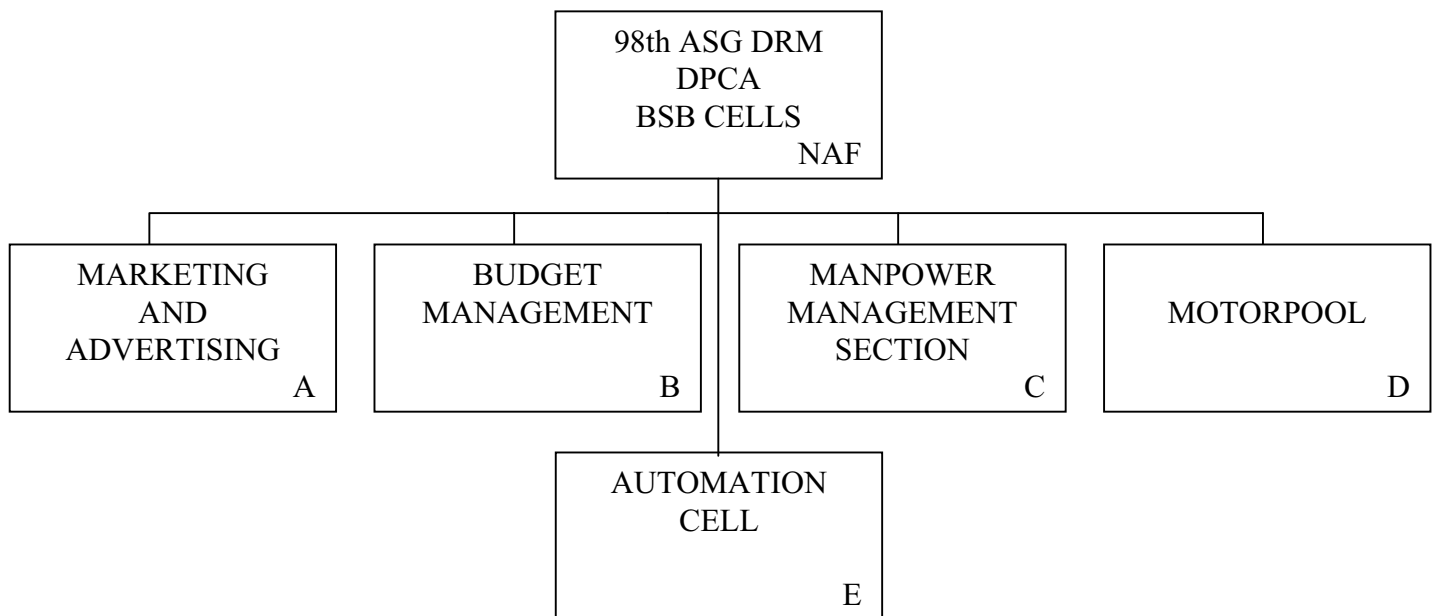 98th ASG DRM
DPCA
BSB CELLS
NAF
MARKETING
AND
ADVERTISING
A
BUDGET
MANAGEMENT
B
MANPOWER
MANAGEMENT
SECTION
C
MOTORPOOL
D
AUTOMATION
CELL
E